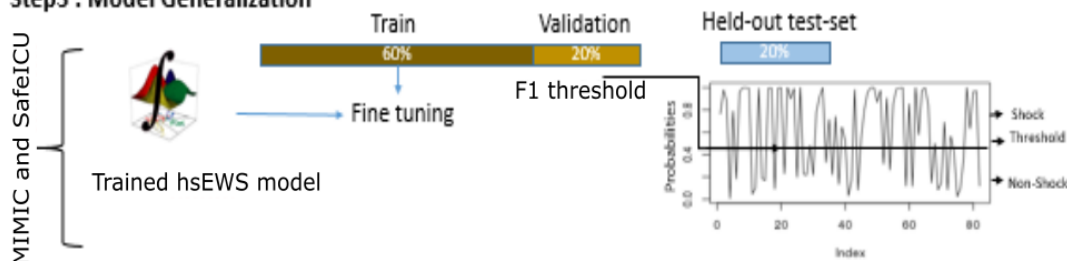 Step3 : Model Generalization
Train
Validation
Held-out test-set
60%
20%
20%
F1 threshold
Fine tuning
MIMIC and SafeICU
Trained hsEWS model
Probabilities
0.8
0.4
0.0
Shock
Threshold
Non-Shock
0
20
40
60
80
Index